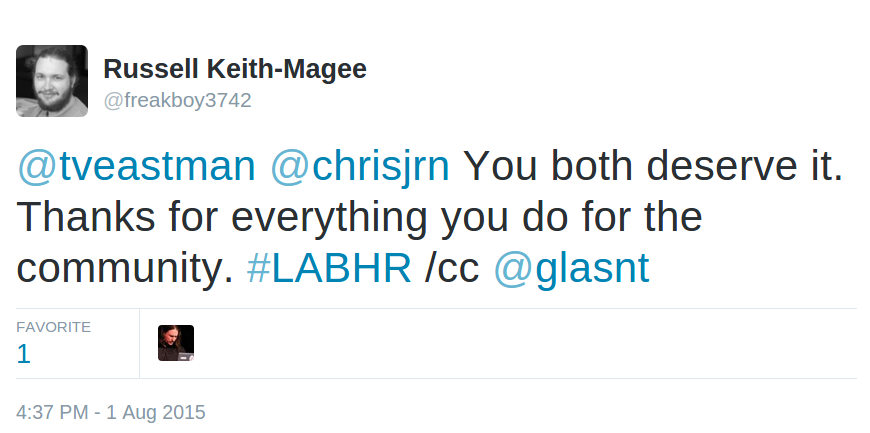 Russell Keith-Magee
@freakboy3742
@tveastman @chrisjrn You both deserve it.
Thanks for everything you do for the
community. #LABHR /cc @glasnt
FAVORITE
1
4:37 PM - 1 Aug 2015